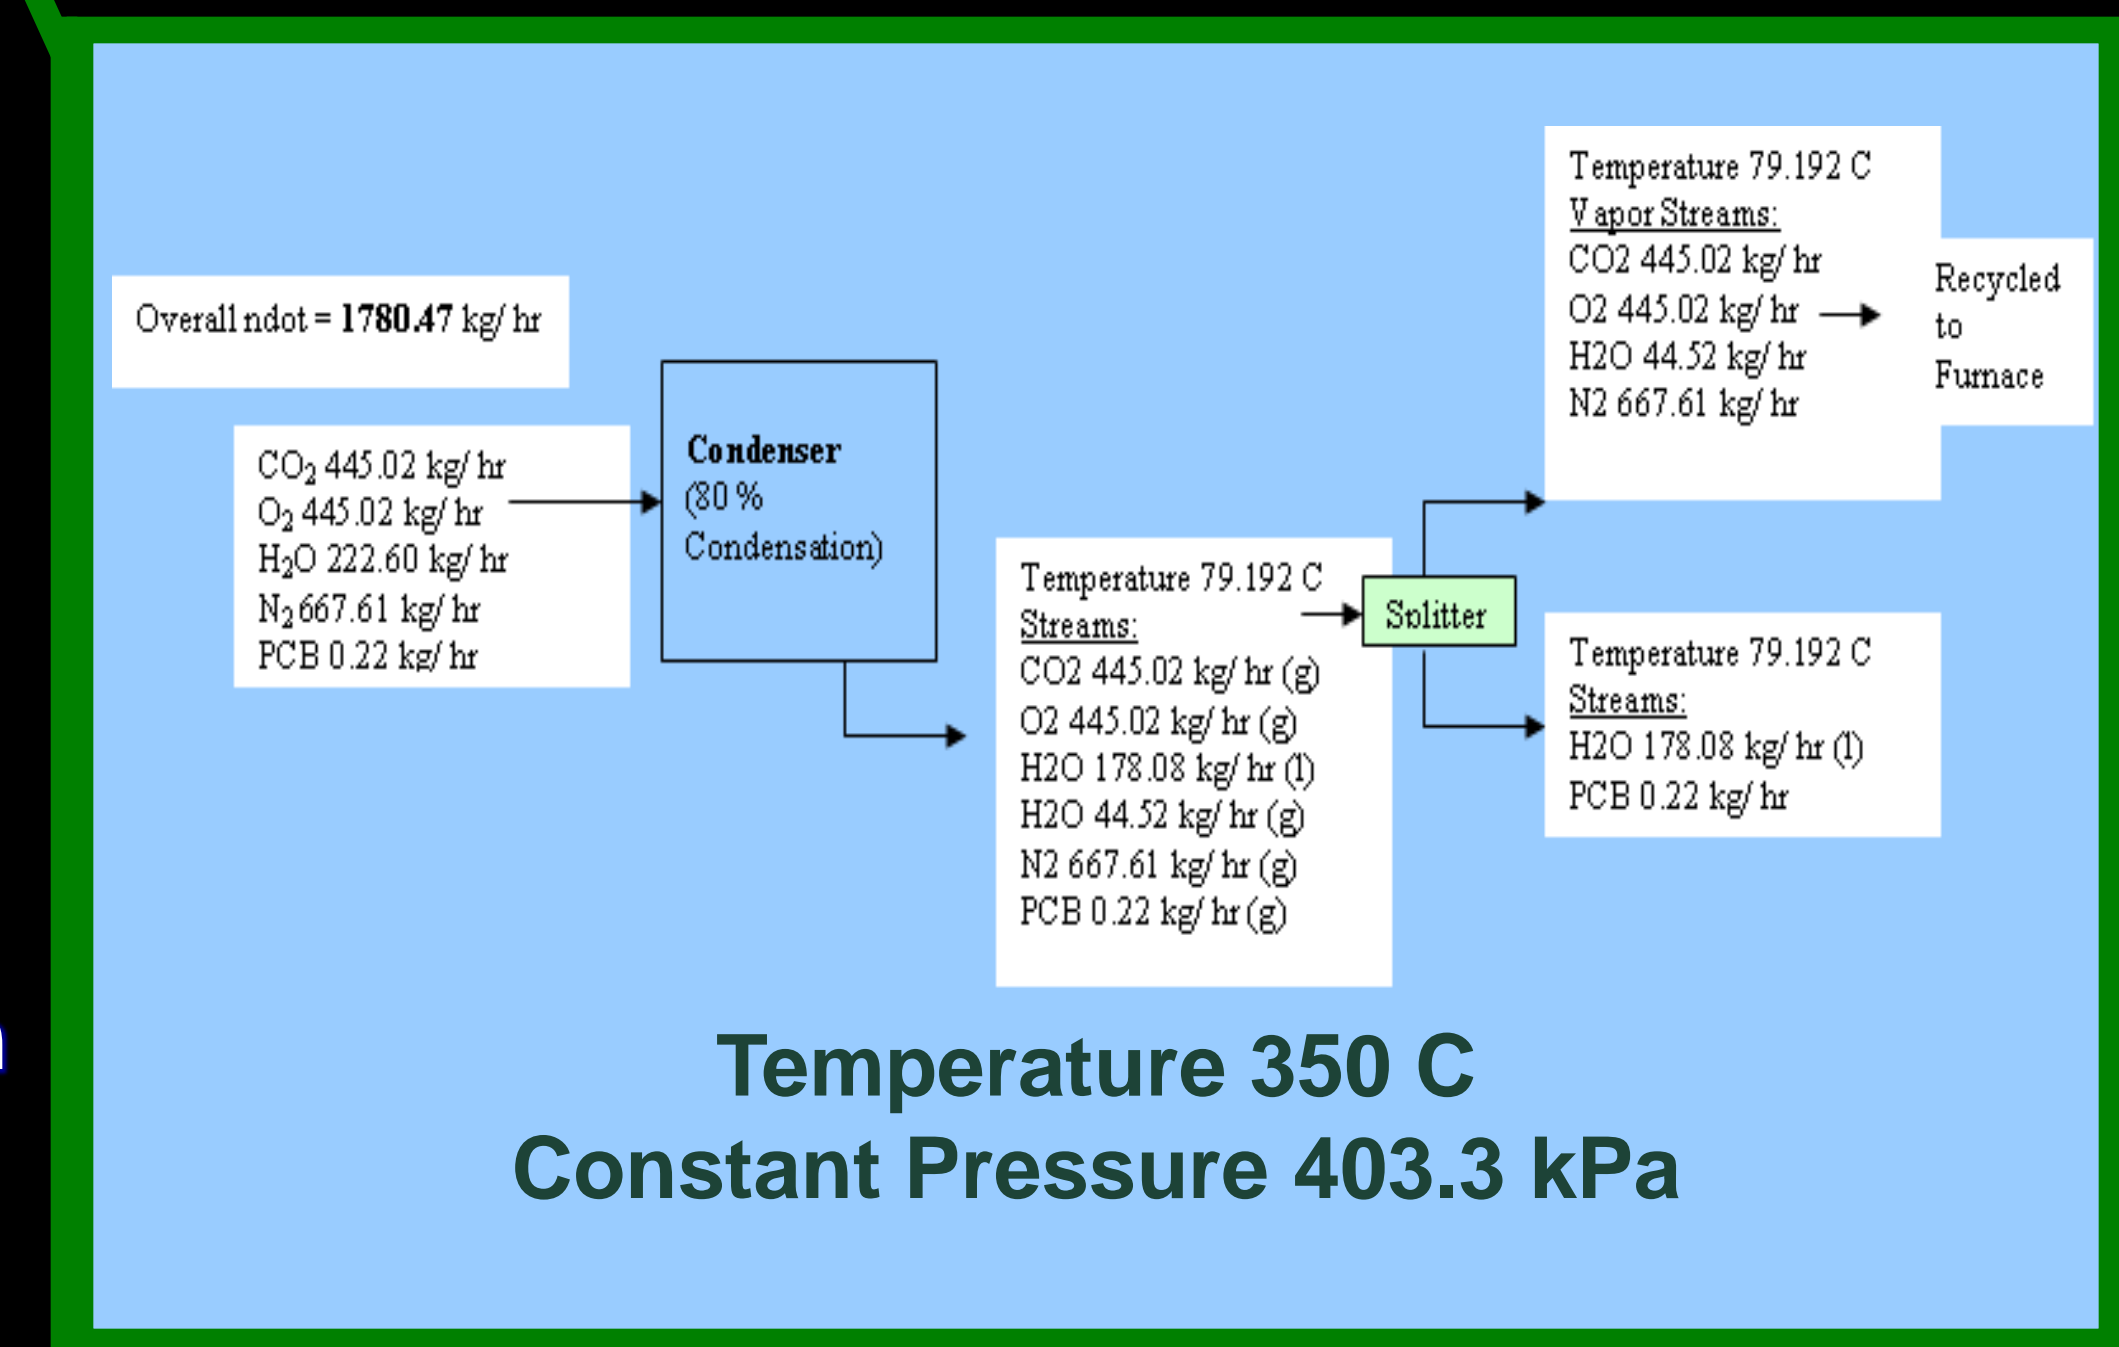 Overall ndot = 1780.47 kg/ hr
CO₂ 445.02 kg/ hr
O₂ 445.02 kg/ hr
H₂O 222.60 kg/ hr
N₂ 667.61 kg/ hr
PCB 0.22 kg/ hr
Condenser
(80 %
Condensation)
Temperature 79.192 C
Streams:
CO2 445.02 kg/ hr (g)
O2 445.02 kg/ hr (g)
H2O 178.08 kg/ hr (l)
H2O 44.52 kg/ hr (g)
N2 667.61 kg/ hr (g)
PCB 0.22 kg/ hr (g)
Splitter
Temperature 79.192 C
Vapor Streams:
CO2 445.02 kg/ hr
O2 445.02 kg/ hr
H2O 44.52 kg/ hr
N2 667.61 kg/ hr
Recycled
to
Furnace
Temperature 79.192 C
Streams:
H2O 178.08 kg/ hr (l)
PCB 0.22 kg/ hr
Temperature 350 C
Constant Pressure 403.3 kPa